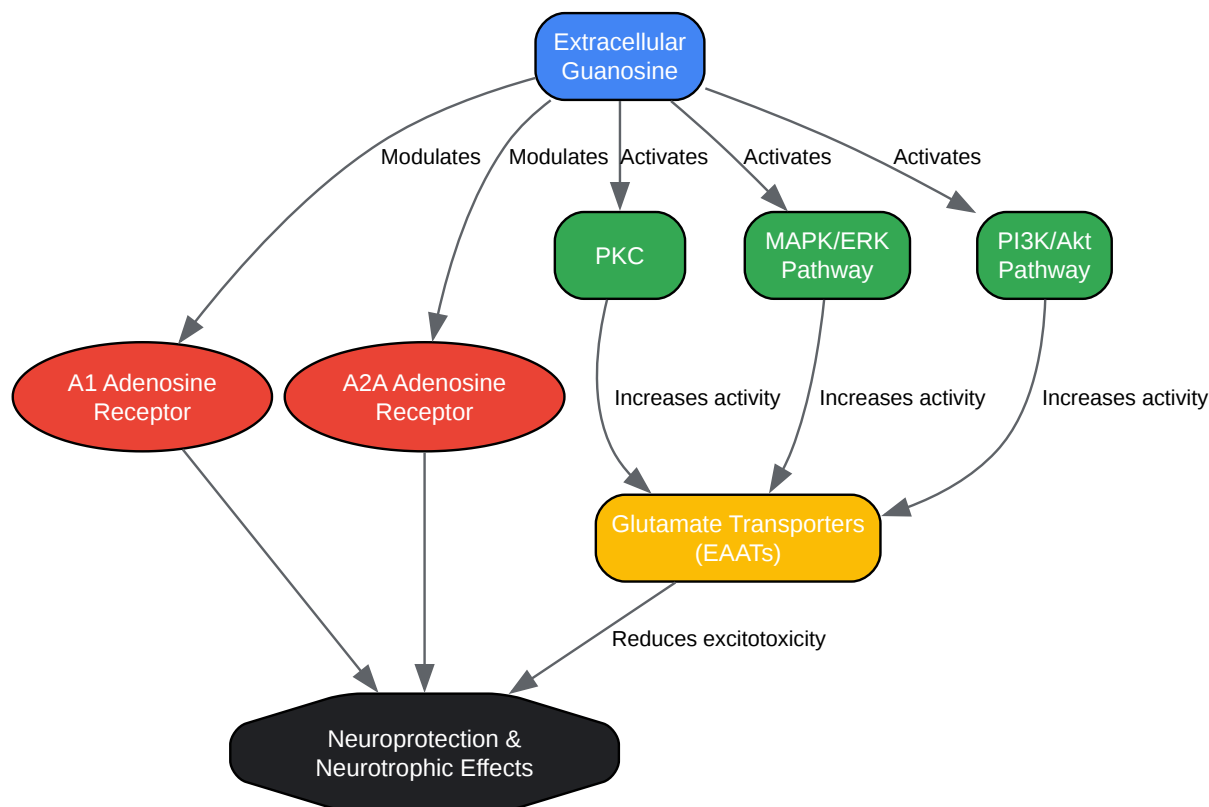 Extracellular
Guanosine
Modulates
Modulates
Activates
Activates
Activates
PKC
MAPK/ERK
Pathway
PI3K/Akt
Pathway
A1 Adenosine
Receptor
A2A Adenosine
Receptor
Increases activity
Increases activity
Increases activity
Glutamate Transporters
(EAATs)
Reduces excitotoxicity
Neuroprotection &
Neurotrophic Effects